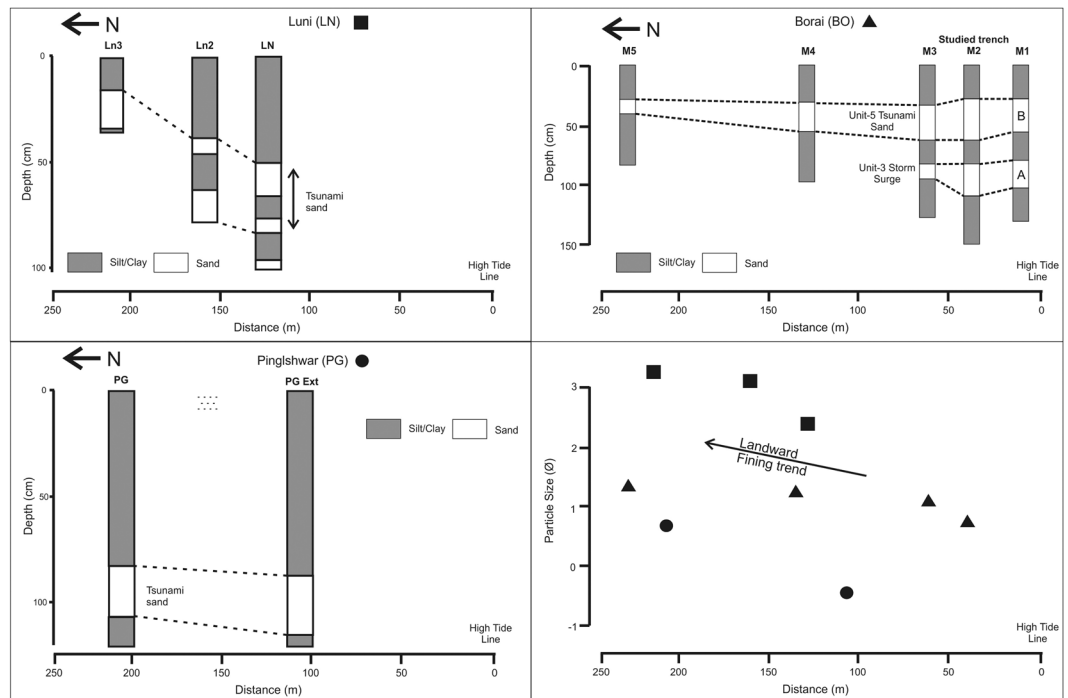 N
Luni (LN)
Ln3
Ln2
LN
0
50
100
Depth (cm)
Tsunami
sand
Silt/Clay
Sand
High Tide
Line
250
200
150
100
50
0
Distance (m)
N
Borai (BO)
Studied trench
M5
M4
M3
M2
M1
0
50
100
150
Depth (cm)
Unit-5 Tsunami
Sand
B
Unit-3 Storm
Surge
A
Silt/Clay
Sand
High Tide
Line
250
200
150
100
50
0
Distance (m)
N
Pinglshwar (PG)
PG
PG Ext
0
50
100
Depth (cm)
Silt/Clay
Sand
Tsunami
sand
High Tide
Line
250
200
150
100
50
0
Distance (m)
3
2
1
0
-1
Particle Size (Ø)
Landward
Fining trend
High Tide
Line
250
200
150
100
50
0
Distance (m)